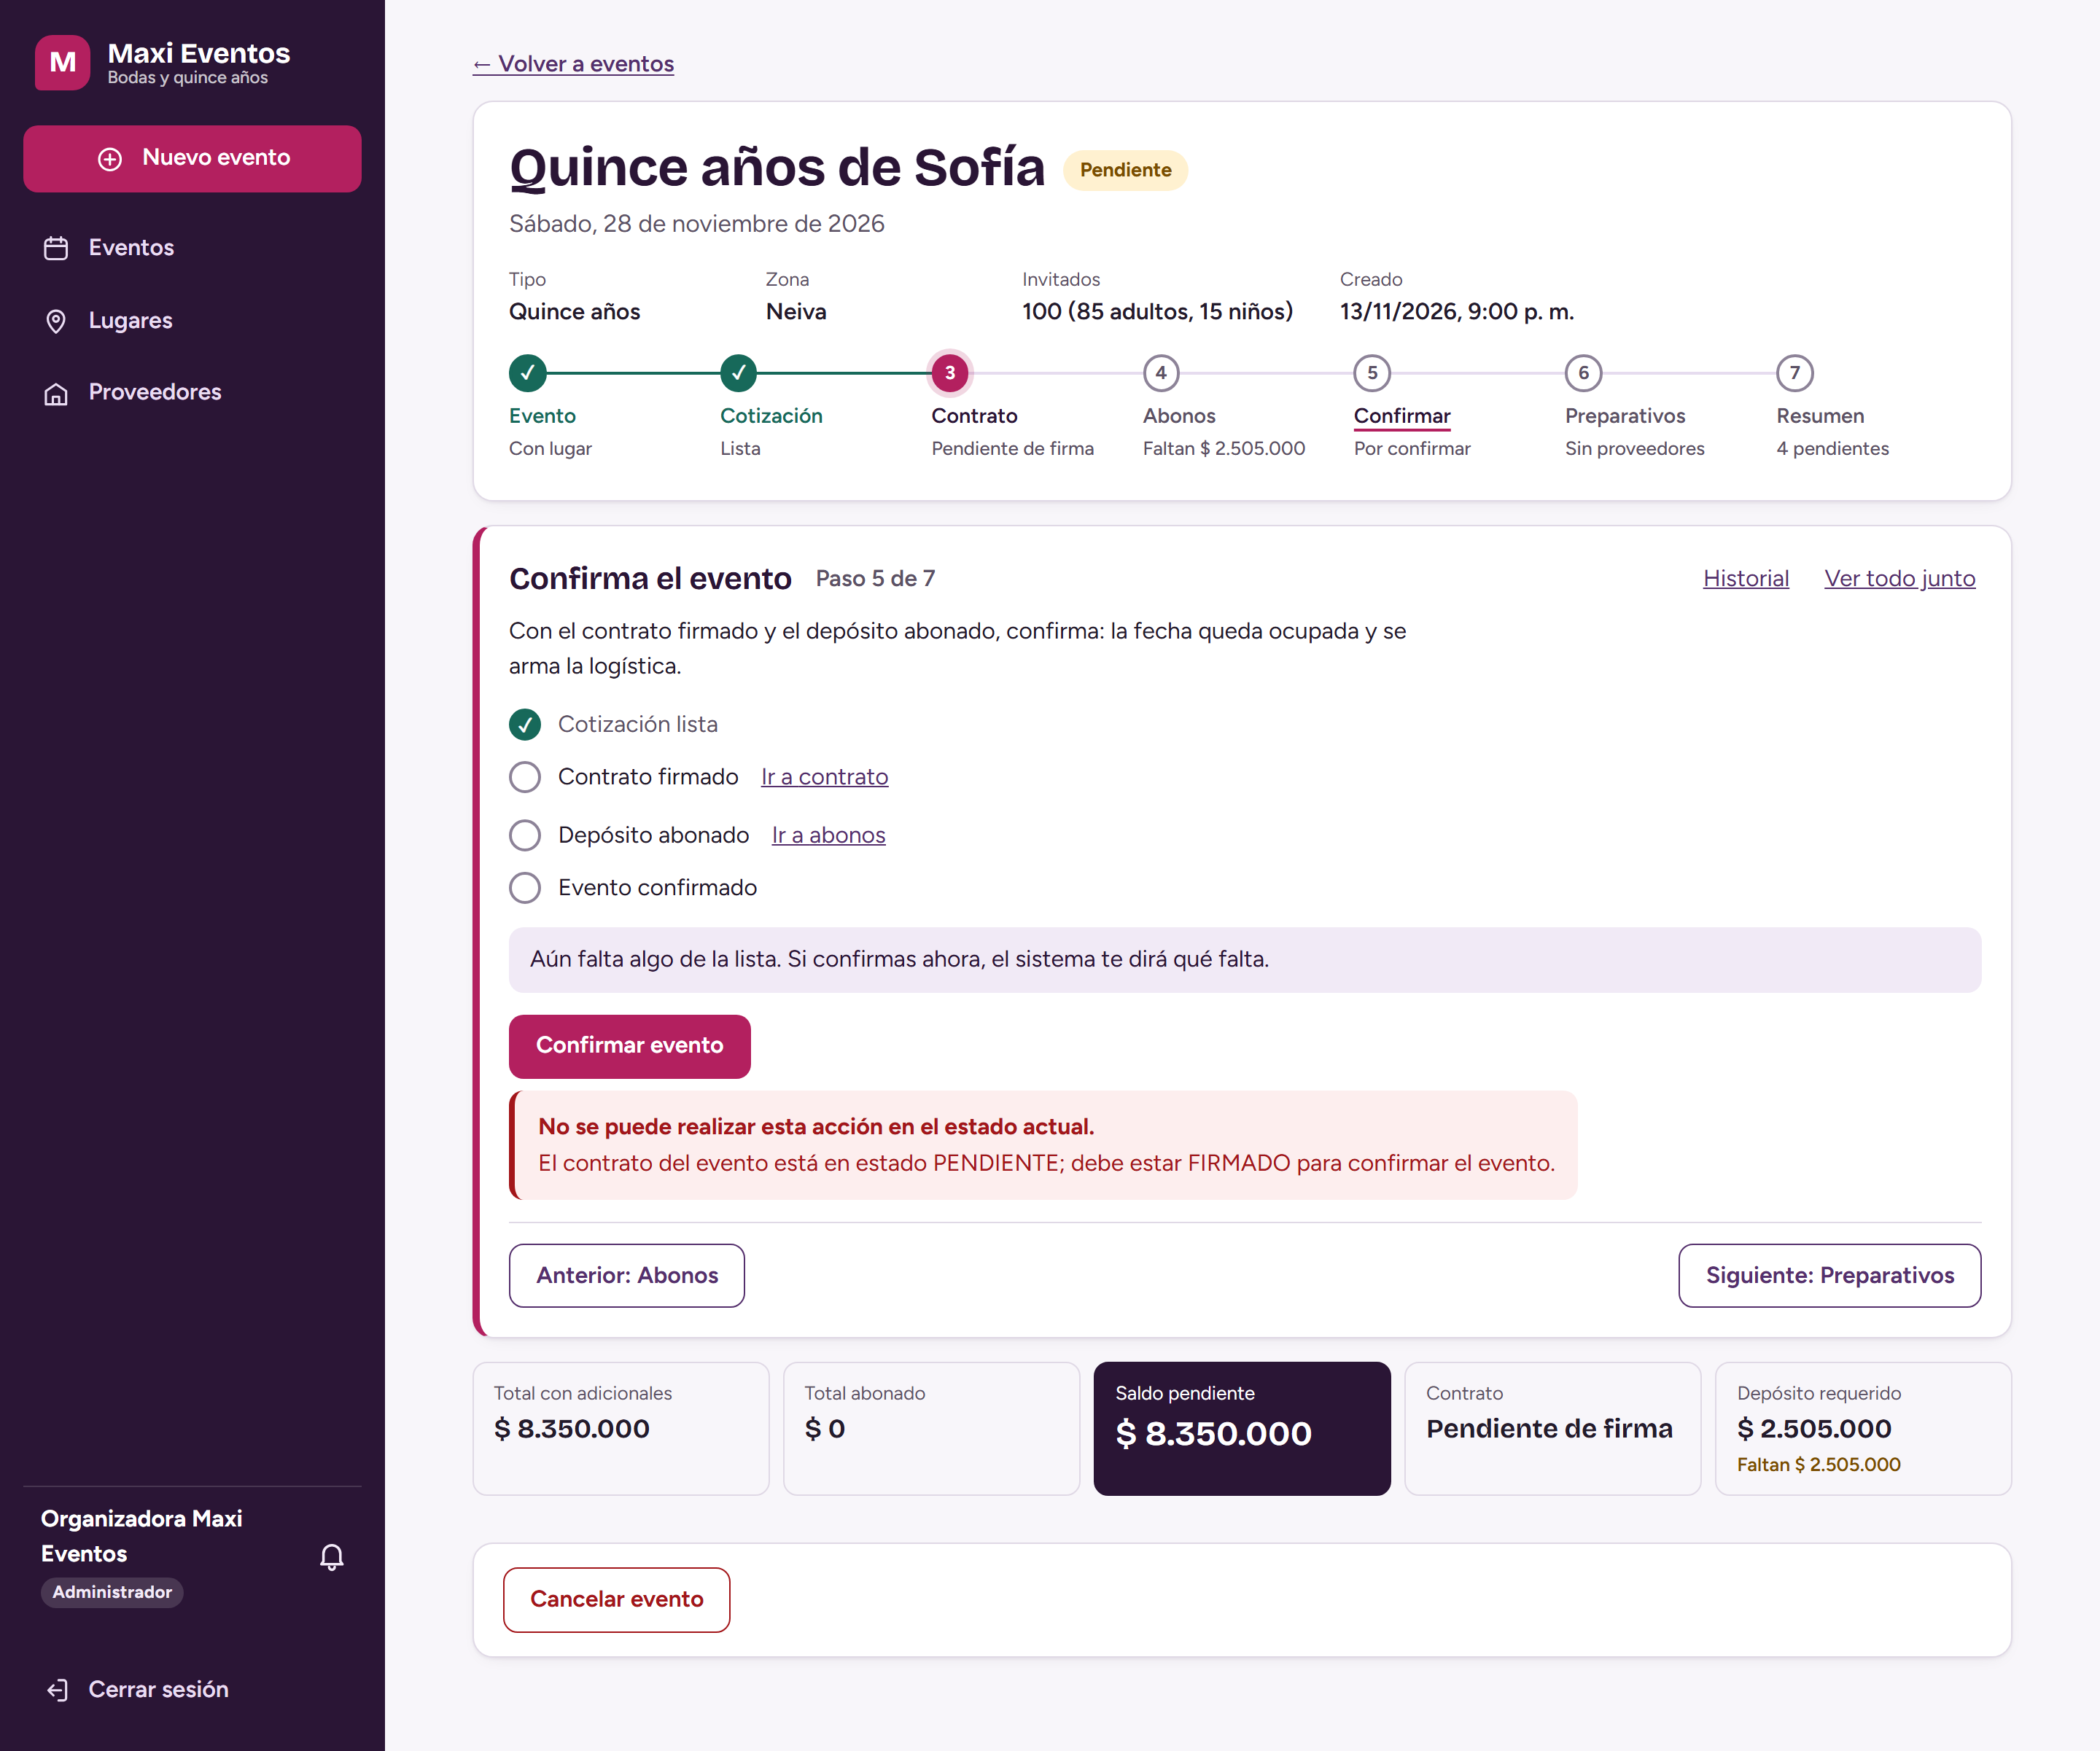 M
Maxi Eventos
Bodas y quince años
Nuevo evento
Eventos
Lugares
Proveedores
Organizadora Maxi
Eventos
Administrador
Cerrar sesión
← Volver a eventos
Quince años de Sofía
Pendiente
Sábado, 28 de noviembre de 2026
Tipo
Quince años
Zona
Neiva
Invitados
100 (85 adultos, 15 niños)
Creado
13/11/2026, 9:00 p. m.
Evento
Con lugar
Cotización
Lista
3
Contrato
Pendiente de firma
4
Abonos
Faltan $ 2.505.000
5
Confirmar
Por confirmar
6
Preparativos
Sin proveedores
7
Resumen
4 pendientes
Confirma el evento
Paso 5 de 7
Historial
Ver todo junto
Con el contrato firmado y el depósito abonado, confirma: la fecha queda ocupada y se
arma la logística.
Cotización lista
Contrato firmado Ir a contrato
Depósito abonado Ir a abonos
Evento confirmado
Aún falta algo de la lista. Si confirmas ahora, el sistema te dirá qué falta.
Confirmar evento
No se puede realizar esta acción en el estado actual.
El contrato del evento está en estado PENDIENTE; debe estar FIRMADO para confirmar el evento.
Anterior: Abonos
Siguiente: Preparativos
Total con adicionales
$ 8.350.000
Total abonado
$ 0
Saldo pendiente
$ 8.350.000
Contrato
Pendiente de firma
Depósito requerido
$ 2.505.000
Faltan $ 2.505.000
Cancelar evento